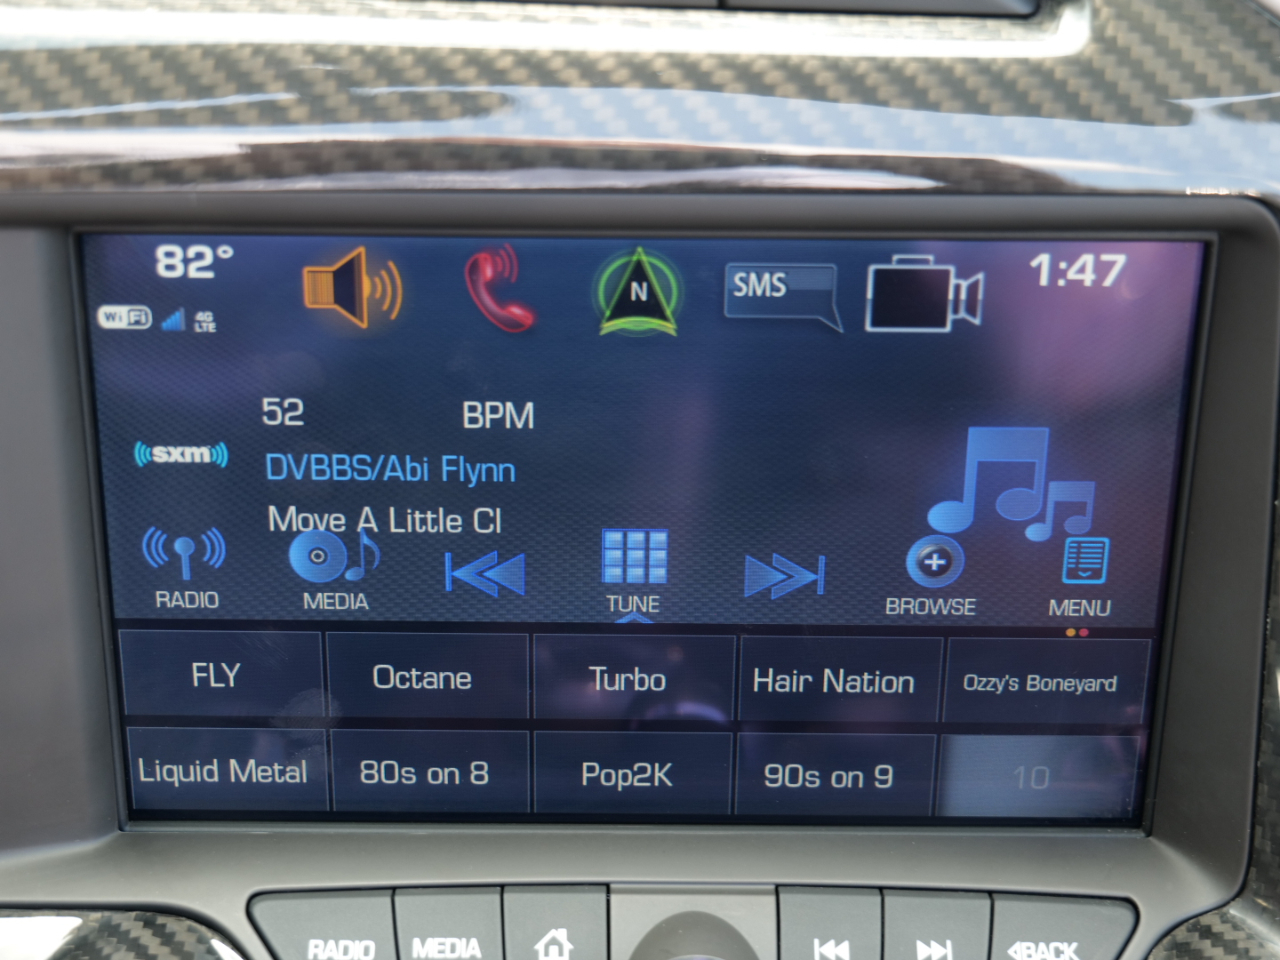 82° 1:47
WiFi 4G LTE
N
SMS
52 BPM
sxm
DVBBS/Abi Flynn
Move A Little Cl
RADIO MEDIA TUNE BROWSE MENU
FLY Octane Turbo Hair Nation Ozzy's Boneyard
Liquid Metal 80s on 8 Pop2K 90s on 9 10
RADIO MEDIA BACK